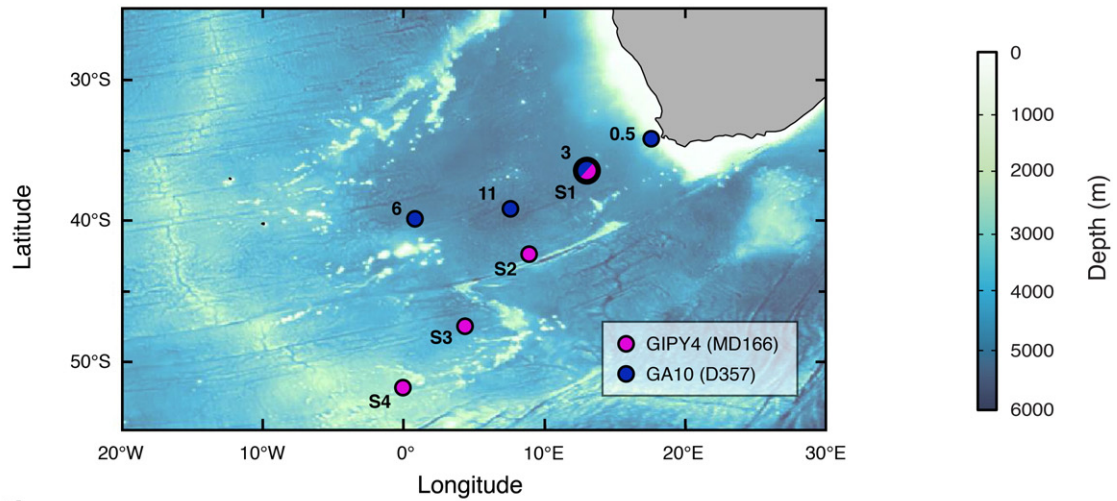 30°S
40°S
50°S
Latitude
20°W
10°W
0°
10°E
20°E
30°E
Longitude
0.5
3
S1
11
6
S2
S3
S4
GIPY4 (MD166)
GA10 (D357)
0
1000
2000
3000
4000
5000
6000
Depth (m)